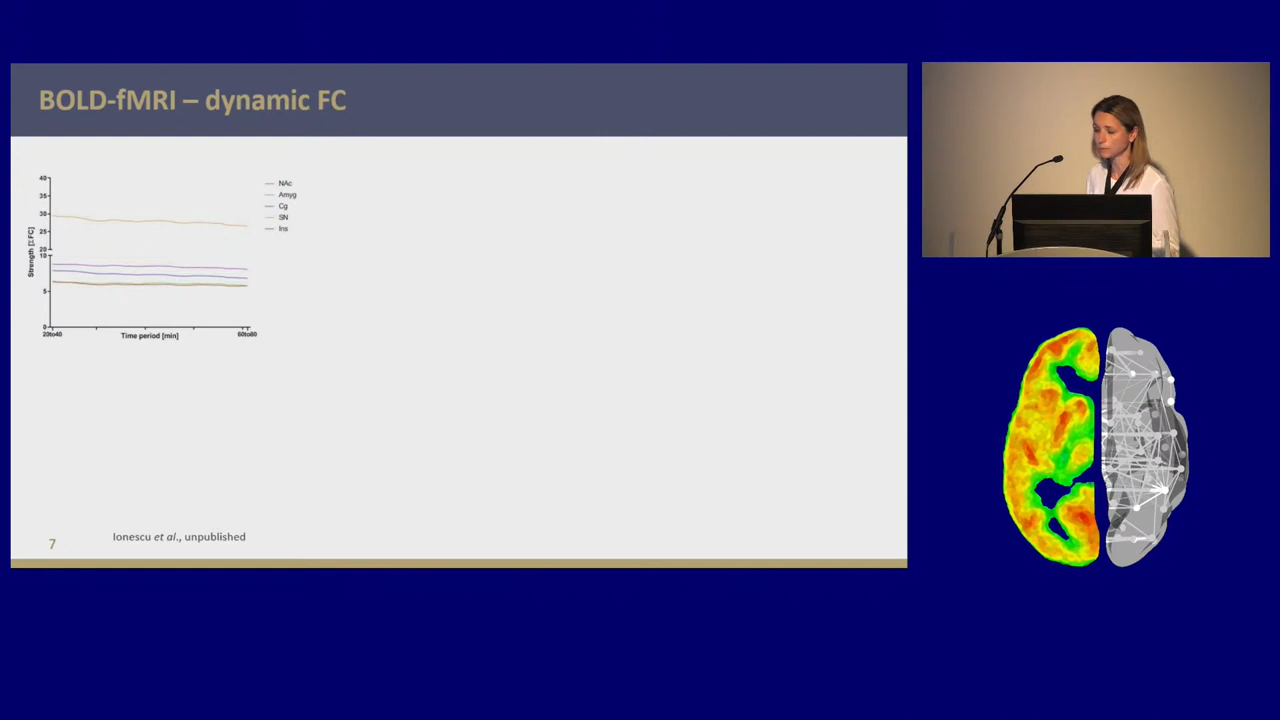 BOLD-fMRI – dynamic FC
40
35
30
25
20
10
5
0
Strength [ΣFC]
20to40
Time period [min]
60to80
NAc
Amyg
Cg
SN
Ins
7
Ionescu et al., unpublished